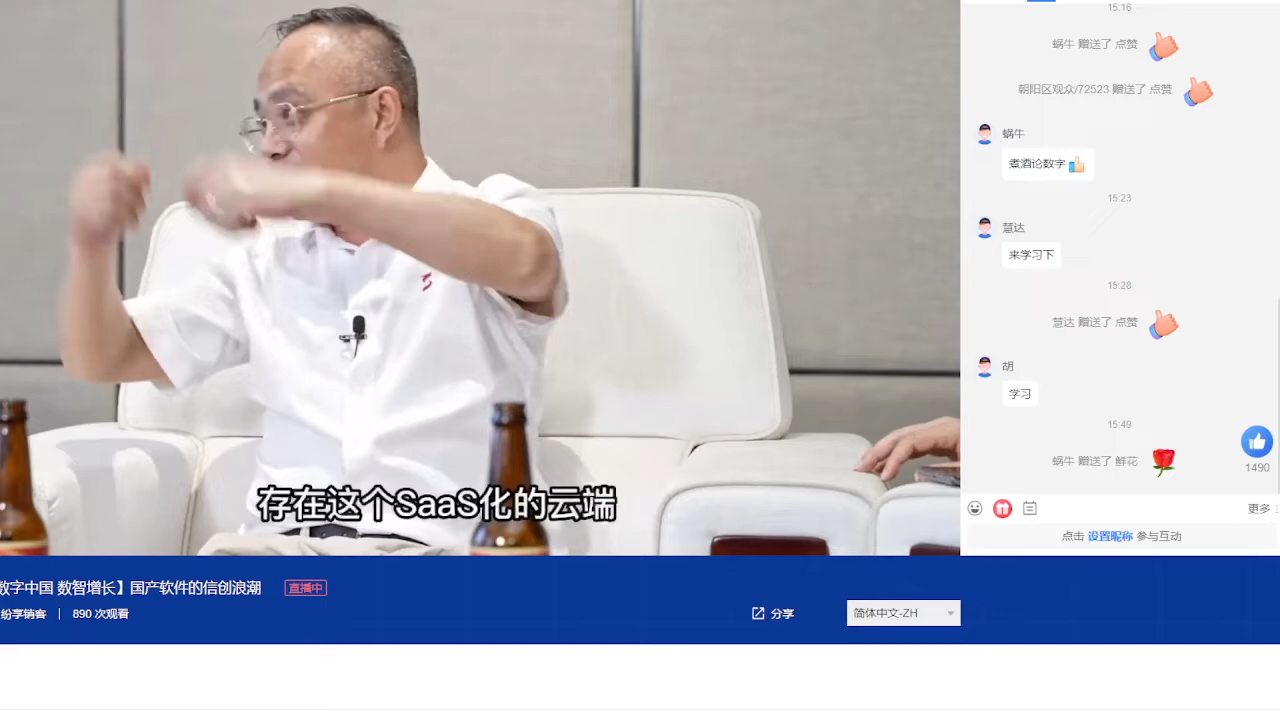 存在这个SaaS化的云端
数字中国 数智增长】国产软件的信创浪潮
直播中
纷享销客 | 890 次观看
分享
简体中文-ZH
15:16
蜗牛 赠送了 点赞
朝阳区观众/72523 赠送了 点赞
蜗牛
煮酒论数字
15:23
慧达
来学习下
15:28
慧达 赠送了 点赞
胡
学习
15:49
蜗牛 赠送了 鲜花
1490
更多
点击 设置昵称 参与互动